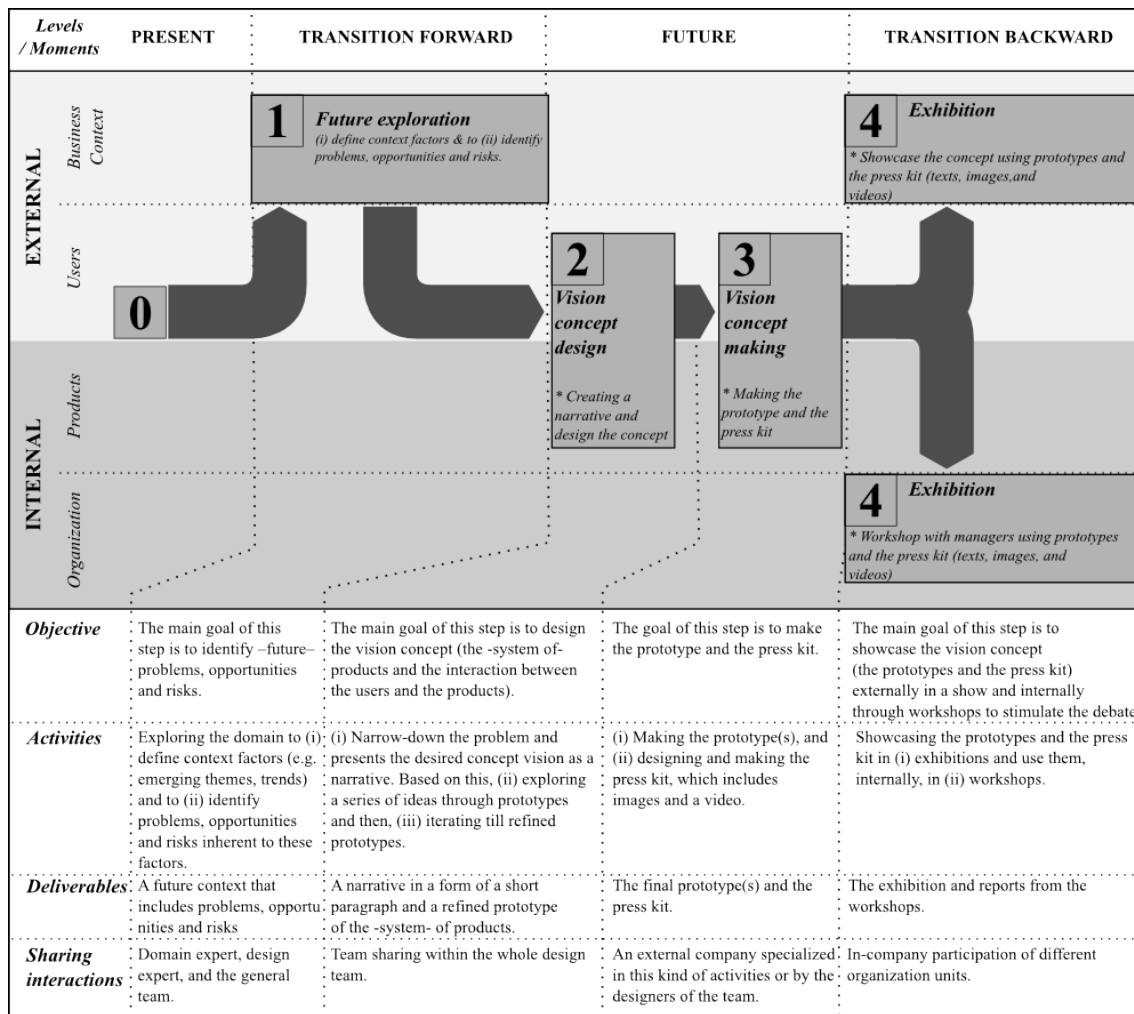 Levels
/ Moments
PRESENT
TRANSITION FORWARD
FUTURE
TRANSITION BACKWARD
EXTERNAL
Business
Context
Users
INTERNAL
Products
Organization
0
1
Future exploration
(i) define context factors & to (ii) identify
problems, opportunities and risks.
2
Vision
concept
design
* Creating a
narrative and
design the concept
3
Vision
concept
making
* Making the
prototype and the
press kit
4
Exhibition
* Showcase the concept using prototypes and
the press kit (texts, images,and
videos)
4
Exhibition
* Workshop with managers using prototypes
and the press kit (texts, images, and
videos)
Objective
The main goal of this
step is to identify –future–
problems, opportunities
and risks.
The main goal of this step is to design
the vision concept (the -system of-
products and the interaction between
the users and the products).
The goal of this step is to make
the prototype and the press kit.
The main goal of this step is to
showcase the vision concept
(the prototypes and the press kit)
externally in a show and internally
through workshops to stimulate the debate
Activities
Exploring the domain to (i)
define context factors (e.g.
emerging themes, trends)
and to (ii) identify
problems, opportunities
and risks inherent to these
factors.
(i) Narrow-down the problem and
presents the desired concept vision as a
narrative. Based on this, (ii) exploring
a series of ideas through prototypes
and then, (iii) iterating till refined
prototypes.
(i) Making the prototype(s), and
(ii) designing and making the
press kit, which includes
images and a video.
Showcasing the prototypes and the press
kit in (i) exhibitions and use them,
internally, in (ii) workshops.
Deliverables
A future context that
includes problems, opportu
nities and risks
A narrative in a form of a short
paragraph and a refined prototype
of the -system- of products.
The final prototype(s) and the
press kit.
The exhibition and reports from the
workshops.
Sharing
interactions
Domain expert, design
expert, and the general
team.
Team sharing within the whole design
team.
An external company specialized
in this kind of activities or by the
designers of the team.
In-company participation of different
organization units.